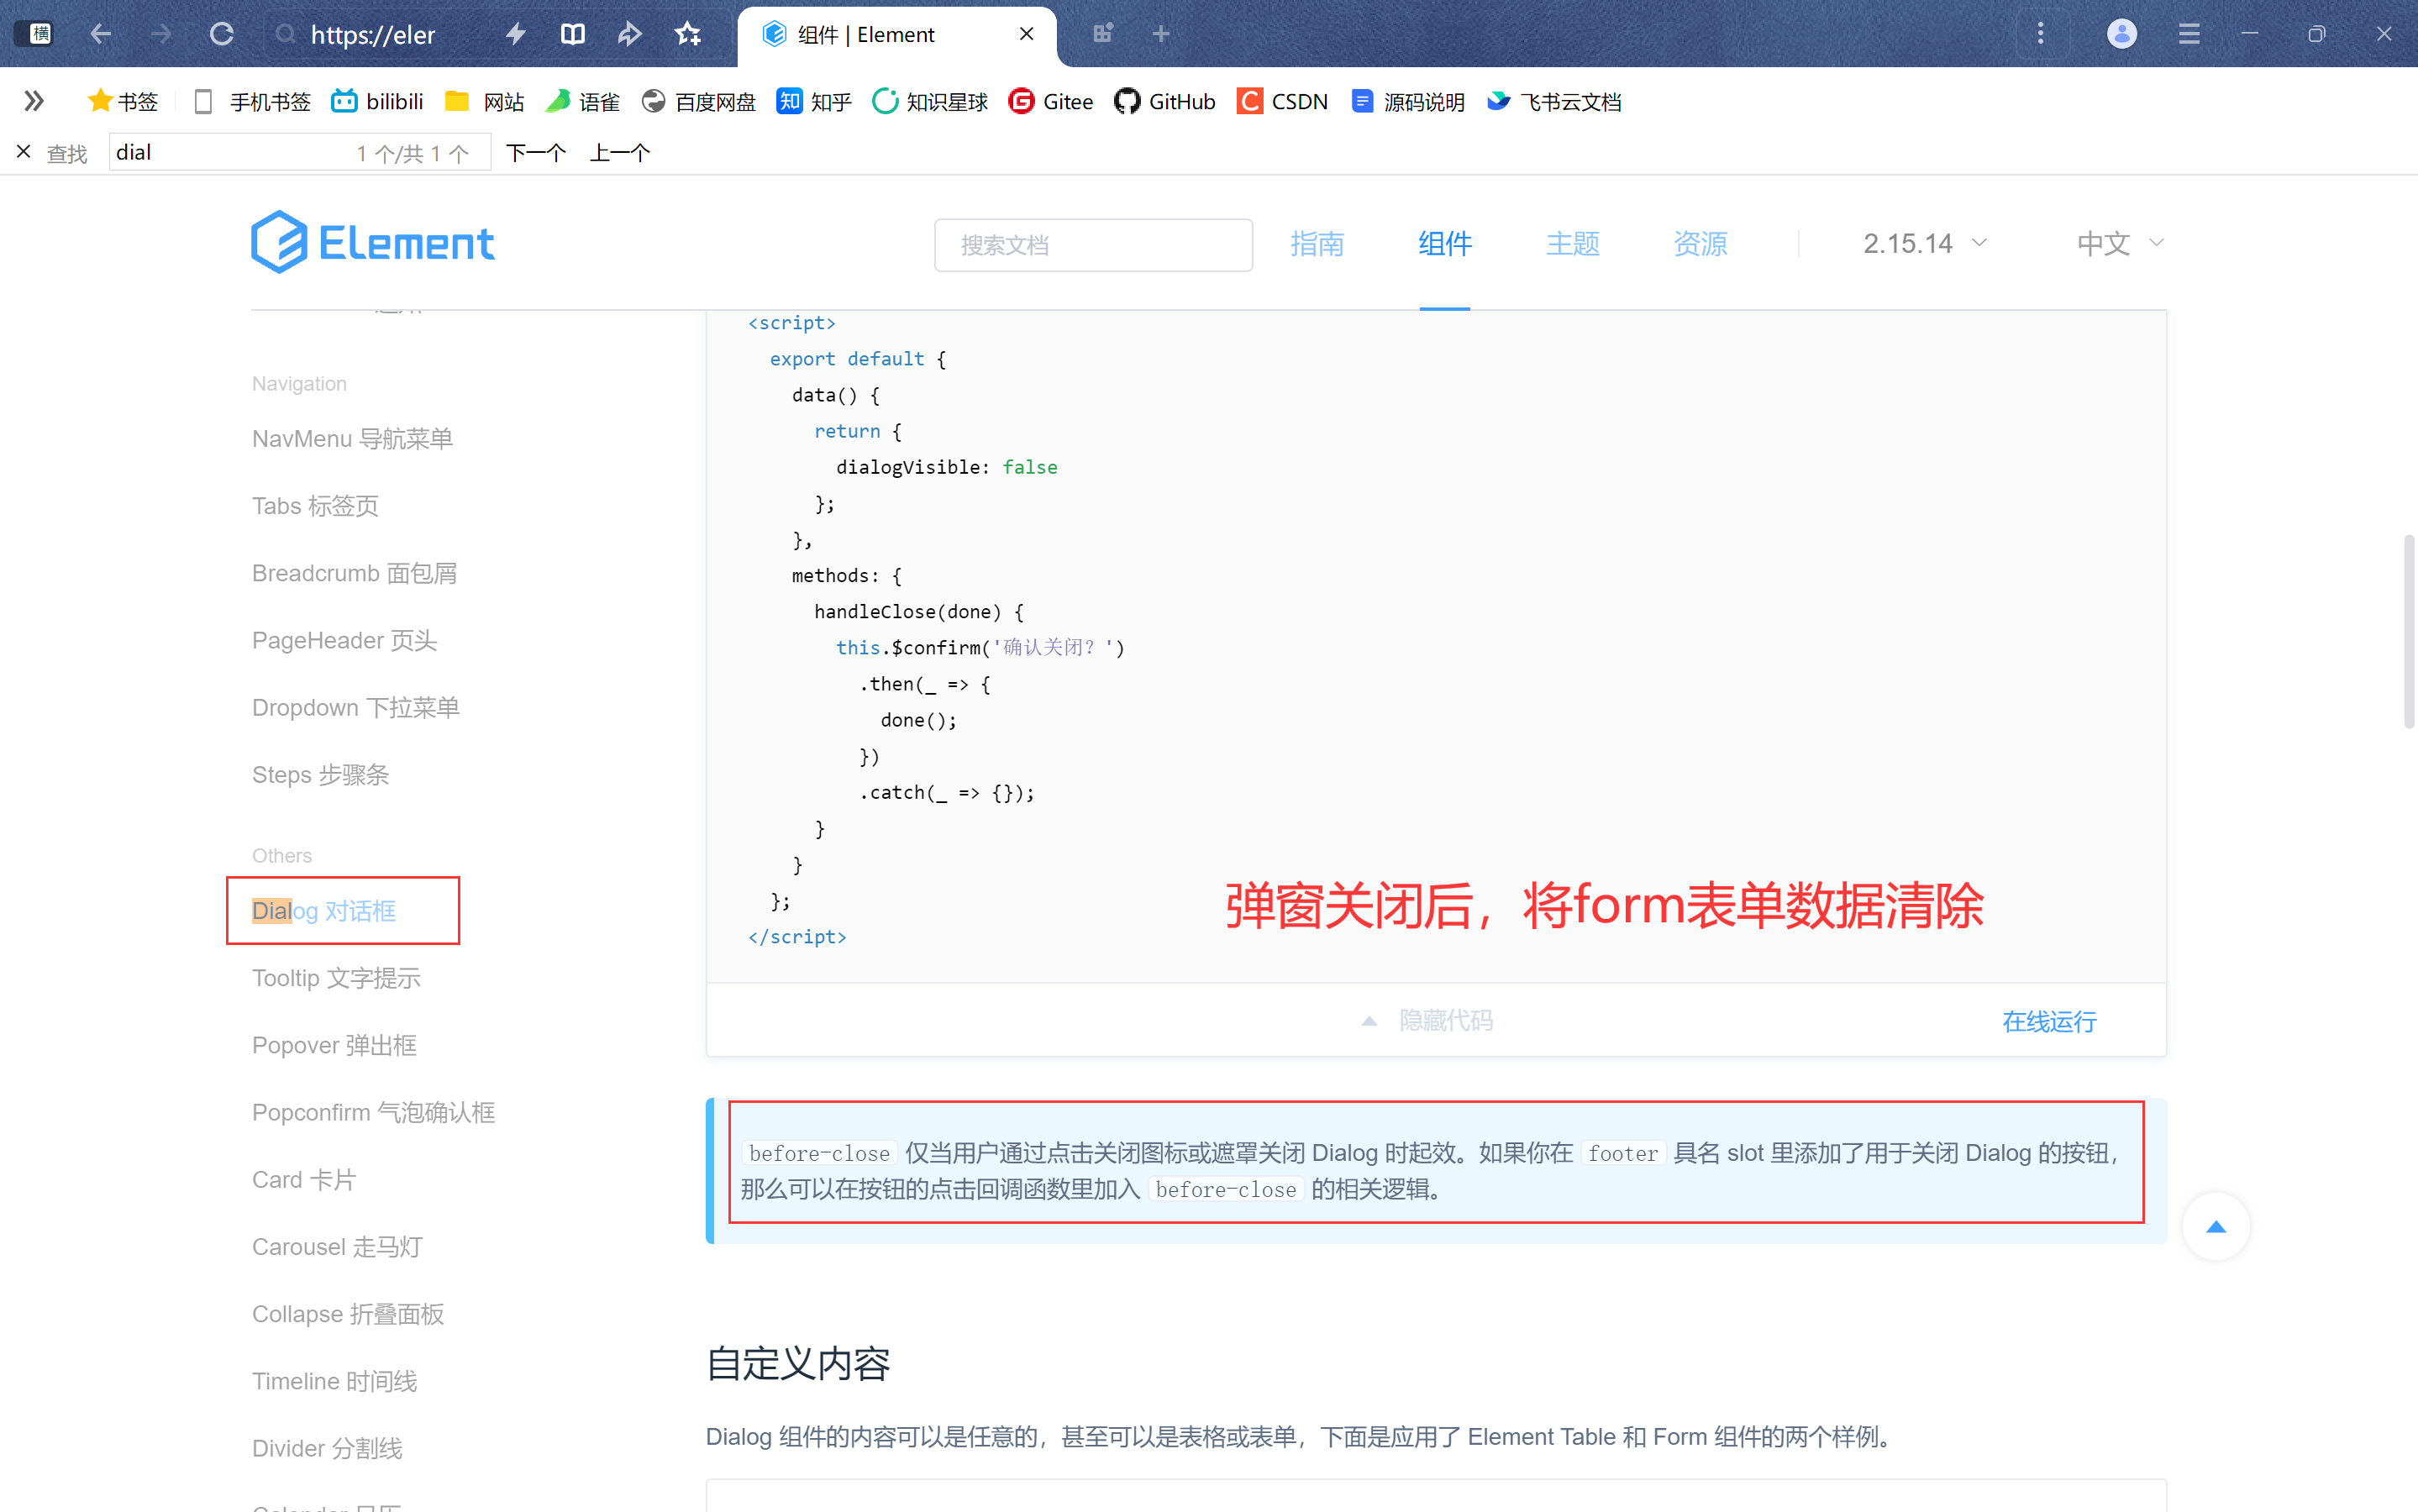 横
https://eler
组件 | Element
书签
手机书签
bilibili
网站
语雀
百度网盘
知 知乎
知识星球
Gitee
GitHub
CSDN
源码说明
飞书云文档
查找
dial
1 个/共 1 个
下一个
上一个
Element
搜索文档
指南
组件
主题
资源
2.15.14
中文
Navigation
NavMenu 导航菜单
Tabs 标签页
Breadcrumb 面包屑
PageHeader 页头
Dropdown 下拉菜单
Steps 步骤条
Others
Dialog 对话框
Tooltip 文字提示
Popover 弹出框
Popconfirm 气泡确认框
Card 卡片
Carousel 走马灯
Collapse 折叠面板
Timeline 时间线
Divider 分割线
<script>
export default {
data() {
return {
dialogVisible: false
};
},
methods: {
handleClose(done) {
this.$confirm('确认关闭？')
.then(_ => {
done();
})
.catch(_ => {});
}
}
};
</script>
弹窗关闭后，将form表单数据清除
隐藏代码
在线运行
before-close 仅当用户通过点击关闭图标或遮罩关闭 Dialog 时起效。如果你在 footer 具名 slot 里添加了用于关闭 Dialog 的按钮，
那么可以在按钮的点击回调函数里加入 before-close 的相关逻辑。
自定义内容
Dialog 组件的内容可以是任意的，甚至可以是表格或表单，下面是应用了 Element Table 和 Form 组件的两个样例。